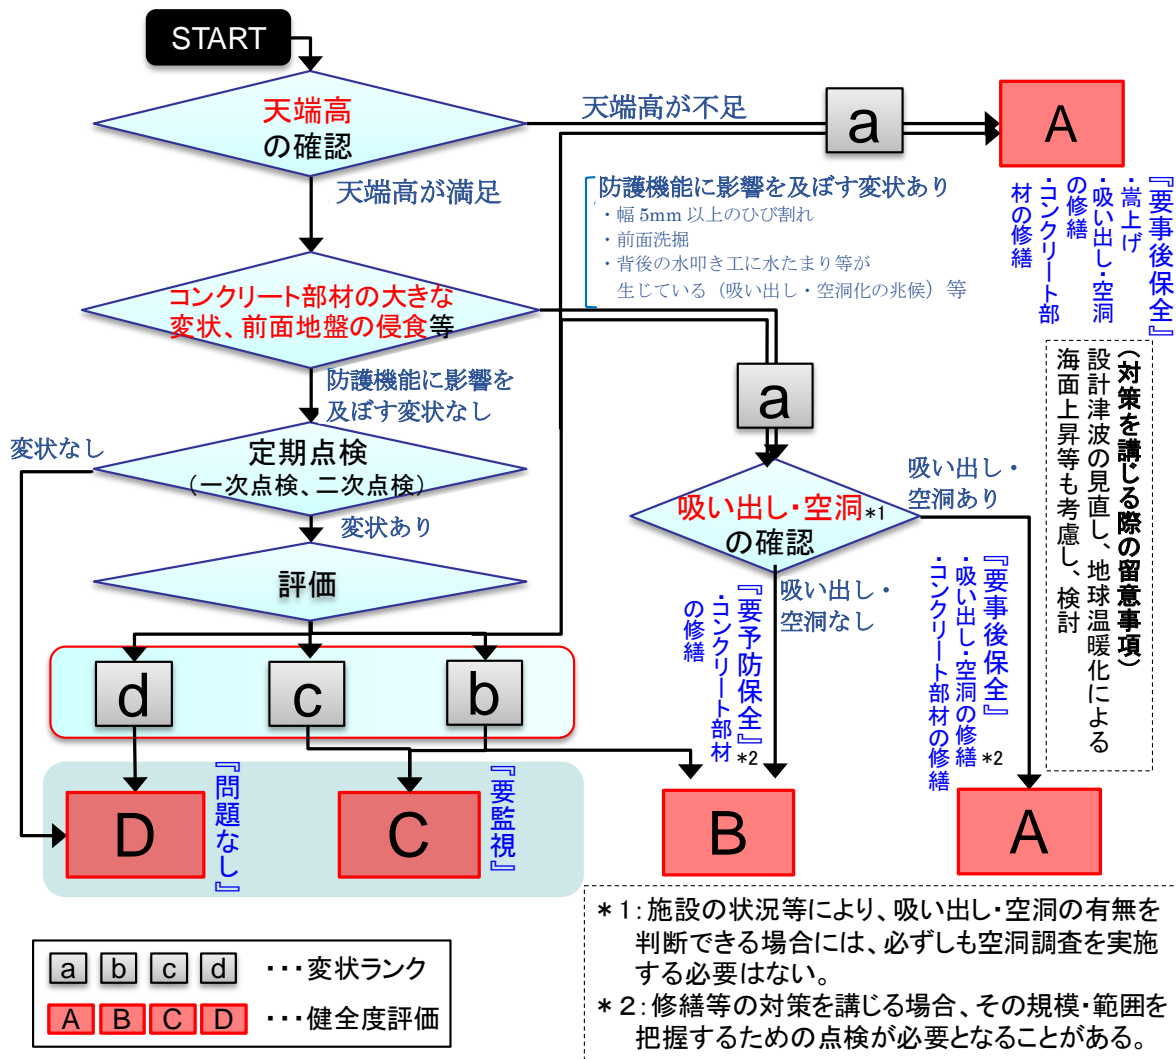 START
天端高
の確認
天端高が不足
a
A
『要事後保全』
・嵩上げ
・吸い出し・空洞
の修繕
・コンクリート部
材の修繕
天端高が満足
防護機能に影響を及ぼす変状あり
・幅 5mm 以上のひび割れ
・前面洗掘
・背後の水叩き工に水たまり等が
生じている（吸い出し・空洞化の兆候）等
コンクリート部材の大きな
変状、前面地盤の侵食等
防護機能に影響を
及ぼす変状なし
a
（対策を講じる際の留意事項）
設計津波の見直し、地球温暖化による
海面上昇等も考慮し、検討
変状なし
定期点検
（一次点検、二次点検）
変状あり
吸い出し・空洞*1
の確認
吸い出し・
空洞あり
吸い出し・
空洞なし
評価
『要予防保全』*2
・コンクリート部材
の修繕
『要事後保全』
・吸い出し・空洞の修繕*2
・コンクリート部材の修繕
d
c
b
D
『問題なし』
C
『要監視』
B
A
a b c d ･･･変状ランク
A B C D ･･･健全度評価
＊1：施設の状況等により、吸い出し・空洞の有無を
判断できる場合には、必ずしも空洞調査を実施
する必要はない。
＊2：修繕等の対策を講じる場合、その規模・範囲を
把握するための点検が必要となることがある。